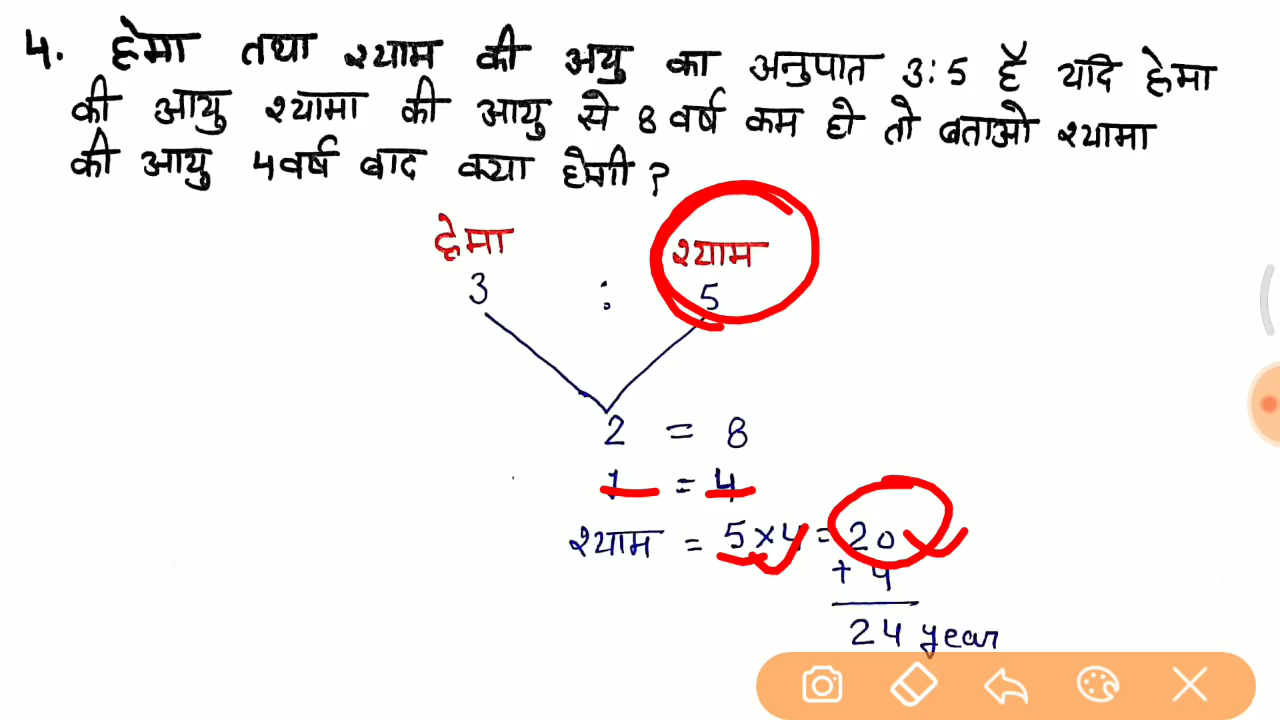 4. हेमा तथा श्याम की अयु का अनुपात 3:5 है यदि हेमा
की आयु श्यामा की आयु से 8 वर्ष कम हो तो बताओ श्यामा
की आयु 4 वर्ष बाद क्या होगी?
हेमा श्याम
3 : 5
2 = 8
1 = 4
श्याम = 5 × 4 = 20
+ 4
24 year